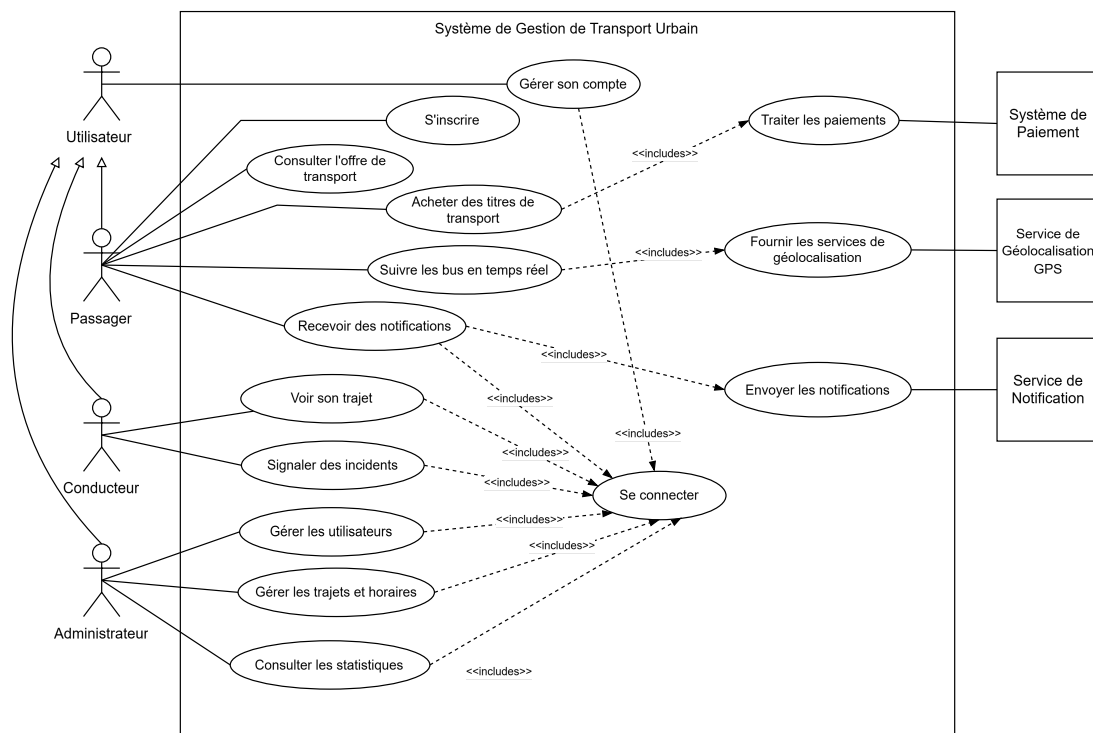 Système de Gestion de Transport Urbain
Utilisateur
Gérer son compte
S'inscrire
Traiter les paiements
Système de
Paiement
<<includes>>
Consulter l'offre de
transport
Acheter des titres de
transport
Suivre les bus en temps réel
<<includes>>
Fournir les services de
géolocalisation
Service de
Géolocalisation
GPS
Passager
Recevoir des notifications
<<includes>>
Envoyer les notifications
Service de
Notification
Voir son trajet
<<includes>>
<<includes>>
<<includes>>
Conducteur
Signaler des incidents
<<includes>>
Se connecter
Gérer les utilisateurs
<<includes>>
<<includes>>
Gérer les trajets et horaires
Administrateur
Consulter les statistiques
<<includes>>